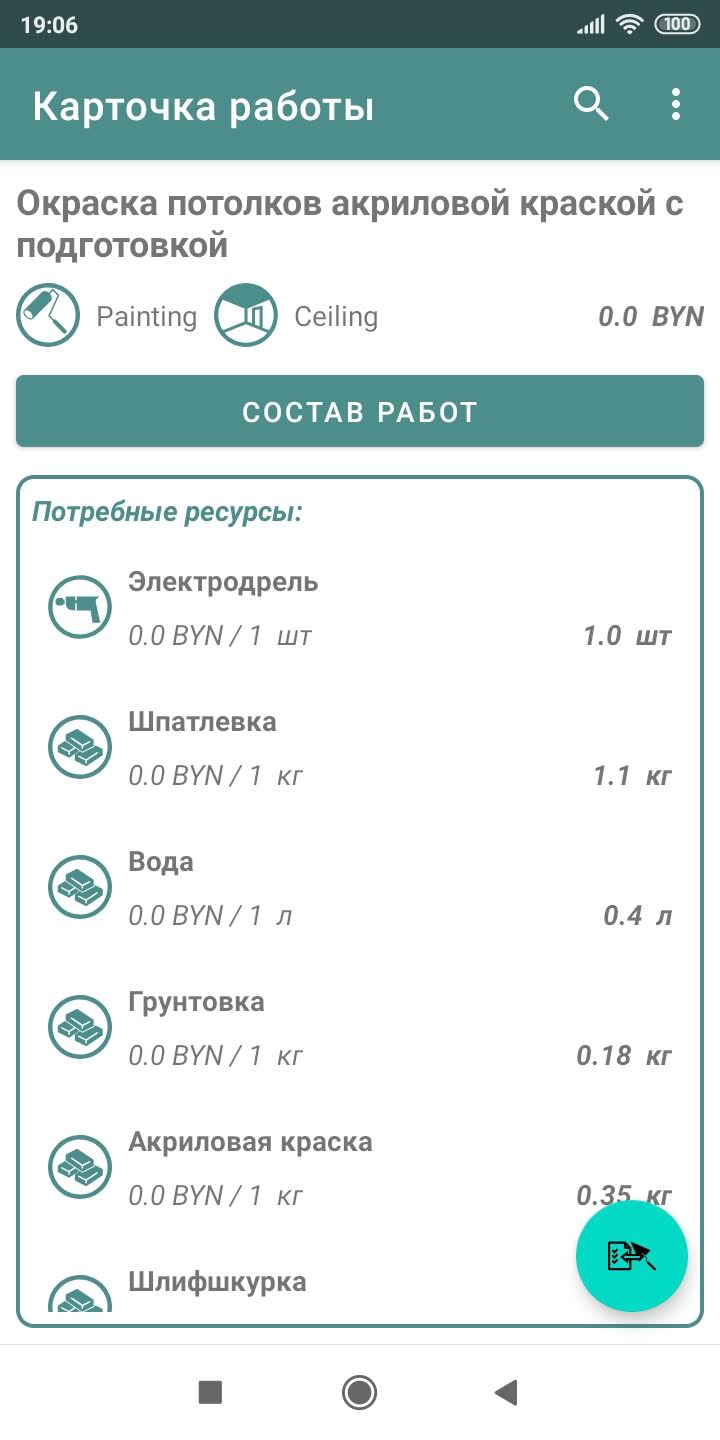 19:06
100
Карточка работы
Окраска потолков акриловой краской с
подготовкой
Painting Ceiling 0.0 BYN
СОСТАВ РАБОТ
Потребные ресурсы:
Электродрель
0.0 BYN / 1 шт 1.0 шт
Шпатлевка
0.0 BYN / 1 кг 1.1 кг
Вода
0.0 BYN / 1 л 0.4 л
Грунтовка
0.0 BYN / 1 кг 0.18 кг
Акриловая краска
0.0 BYN / 1 кг 0.35 кг
Шлифшкурка